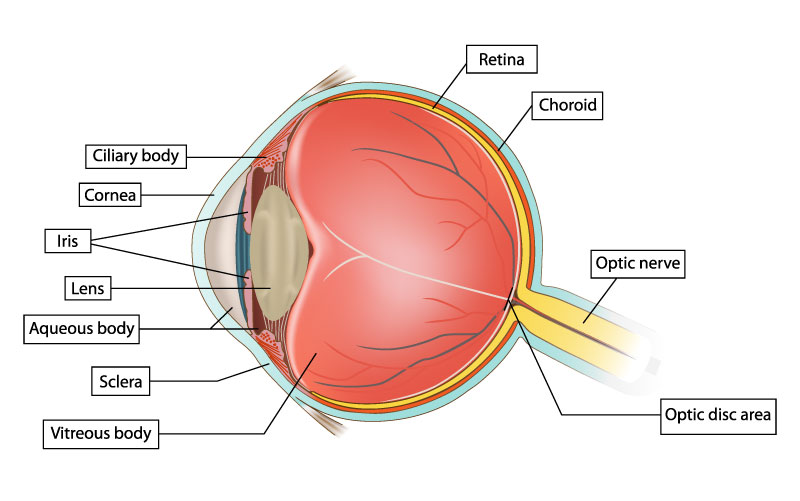 Retina
Choroid
Ciliary body
Cornea
Iris
Optic nerve
Lens
Aqueous body
Sclera
Optic disc area
Vitreous body